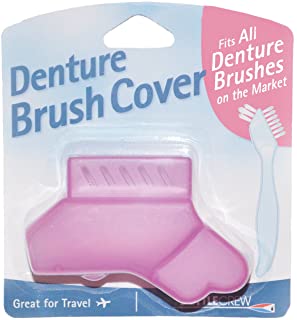 Denture
Brush Cover
Fits All
Denture
Brushes
on the Market
Great for Travel